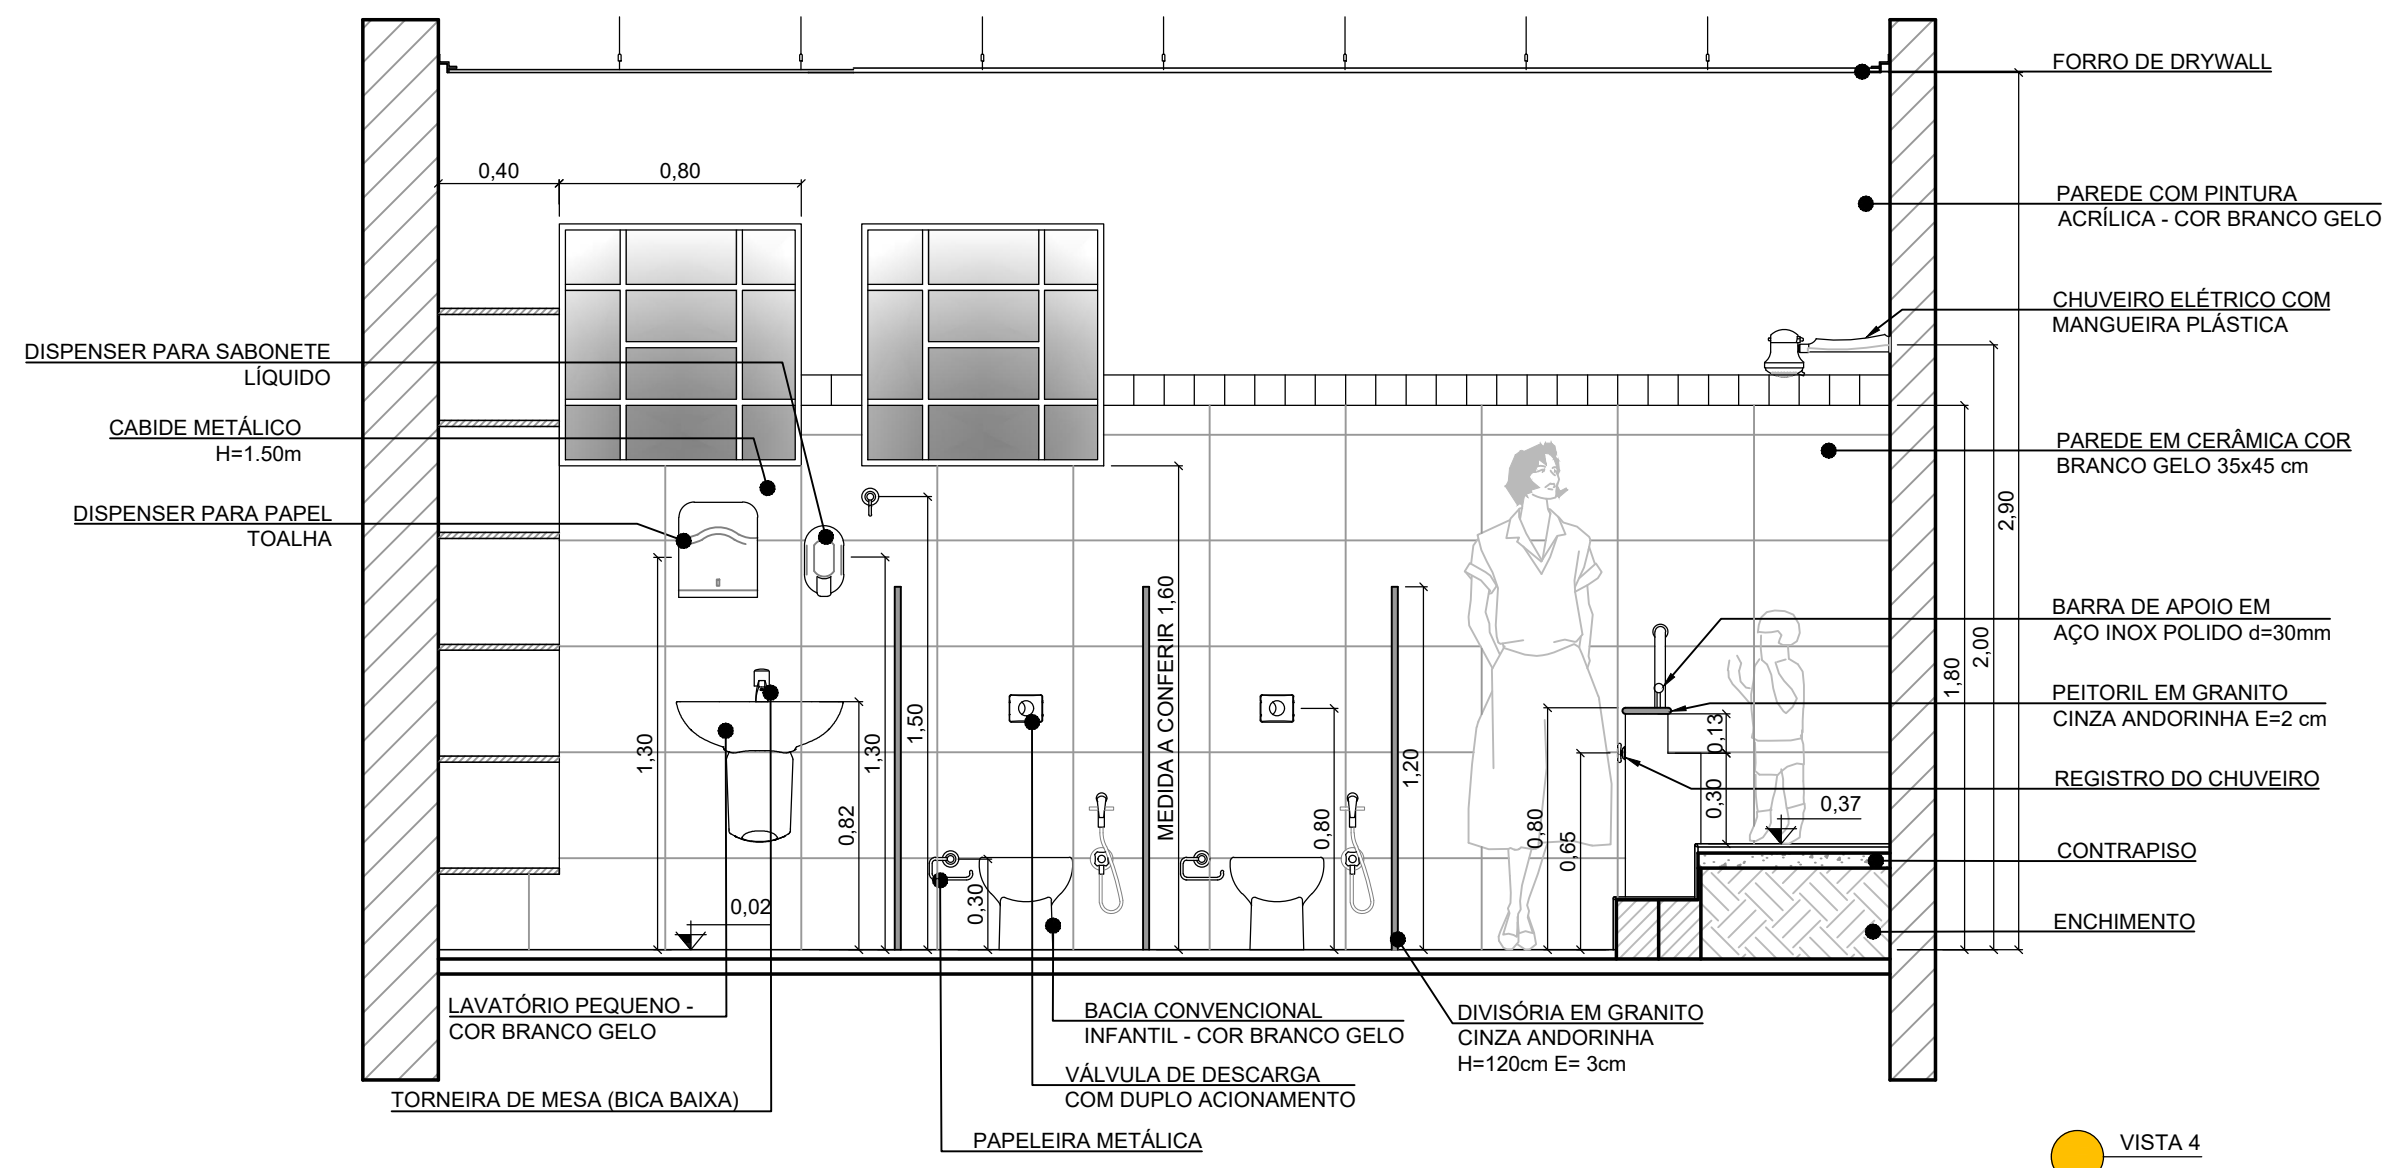 FORRO DE DRYWALL
0,40
0,80
PAREDE COM PINTURA
ACRÍLICA - COR BRANCO GELO
CHUVEIRO ELÉTRICO COM
MANGUEIRA PLÁSTICA
DISPENSER PARA SABONETE
LÍQUIDO
CABIDE METÁLICO
H=1.50m
PAREDE EM CERÂMICA COR
BRANCO GELO 35x45 cm
DISPENSER PARA PAPEL
TOALHA
2,90
2,00
1,80
BARRA DE APOIO EM
AÇO INOX POLIDO d=30mm
PEITORIL EM GRANITO
CINZA ANDORINHA E=2 cm
REGISTRO DO CHUVEIRO
1,30
0,82
1,30
1,50
MEDIDA A CONFERIR 1,60
0,30
0,80
1,20
0,80
0,65
0,13
0,30
0,37
0,02
CONTRAPISO
ENCHIMENTO
LAVATÓRIO PEQUENO -
COR BRANCO GELO
BACIA CONVENCIONAL
INFANTIL - COR BRANCO GELO
DIVISÓRIA EM GRANITO
CINZA ANDORINHA
H=120cm E= 3cm
VÁLVULA DE DESCARGA
COM DUPLO ACIONAMENTO
TORNEIRA DE MESA (BICA BAIXA)
PAPELEIRA METÁLICA
VISTA 4